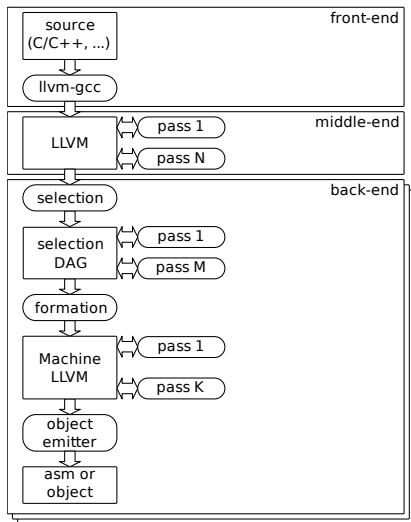 front-end
source
(C/C++, ...)
llvm-gcc
middle-end
LLVM
pass 1
pass N
back-end
selection
selection
DAG
pass 1
pass M
formation
Machine
LLVM
pass 1
pass K
object
emitter
asm or
object